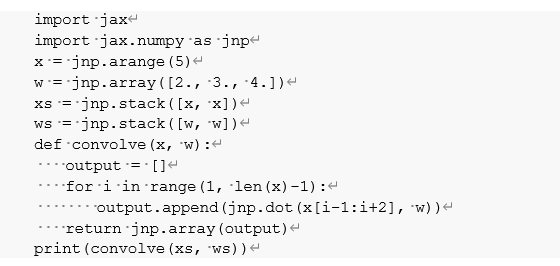 import jax
import jax.numpy as jnp
x = jnp.arange(5)
w = jnp.array([2., 3., 4.])
xs = jnp.stack([x, x])
ws = jnp.stack([w, w])
def convolve(x, w):
    output = []
    for i in range(1, len(x)-1):
        output.append(jnp.dot(x[i-1:i+2], w))
    return jnp.array(output)
print(convolve(xs, ws))